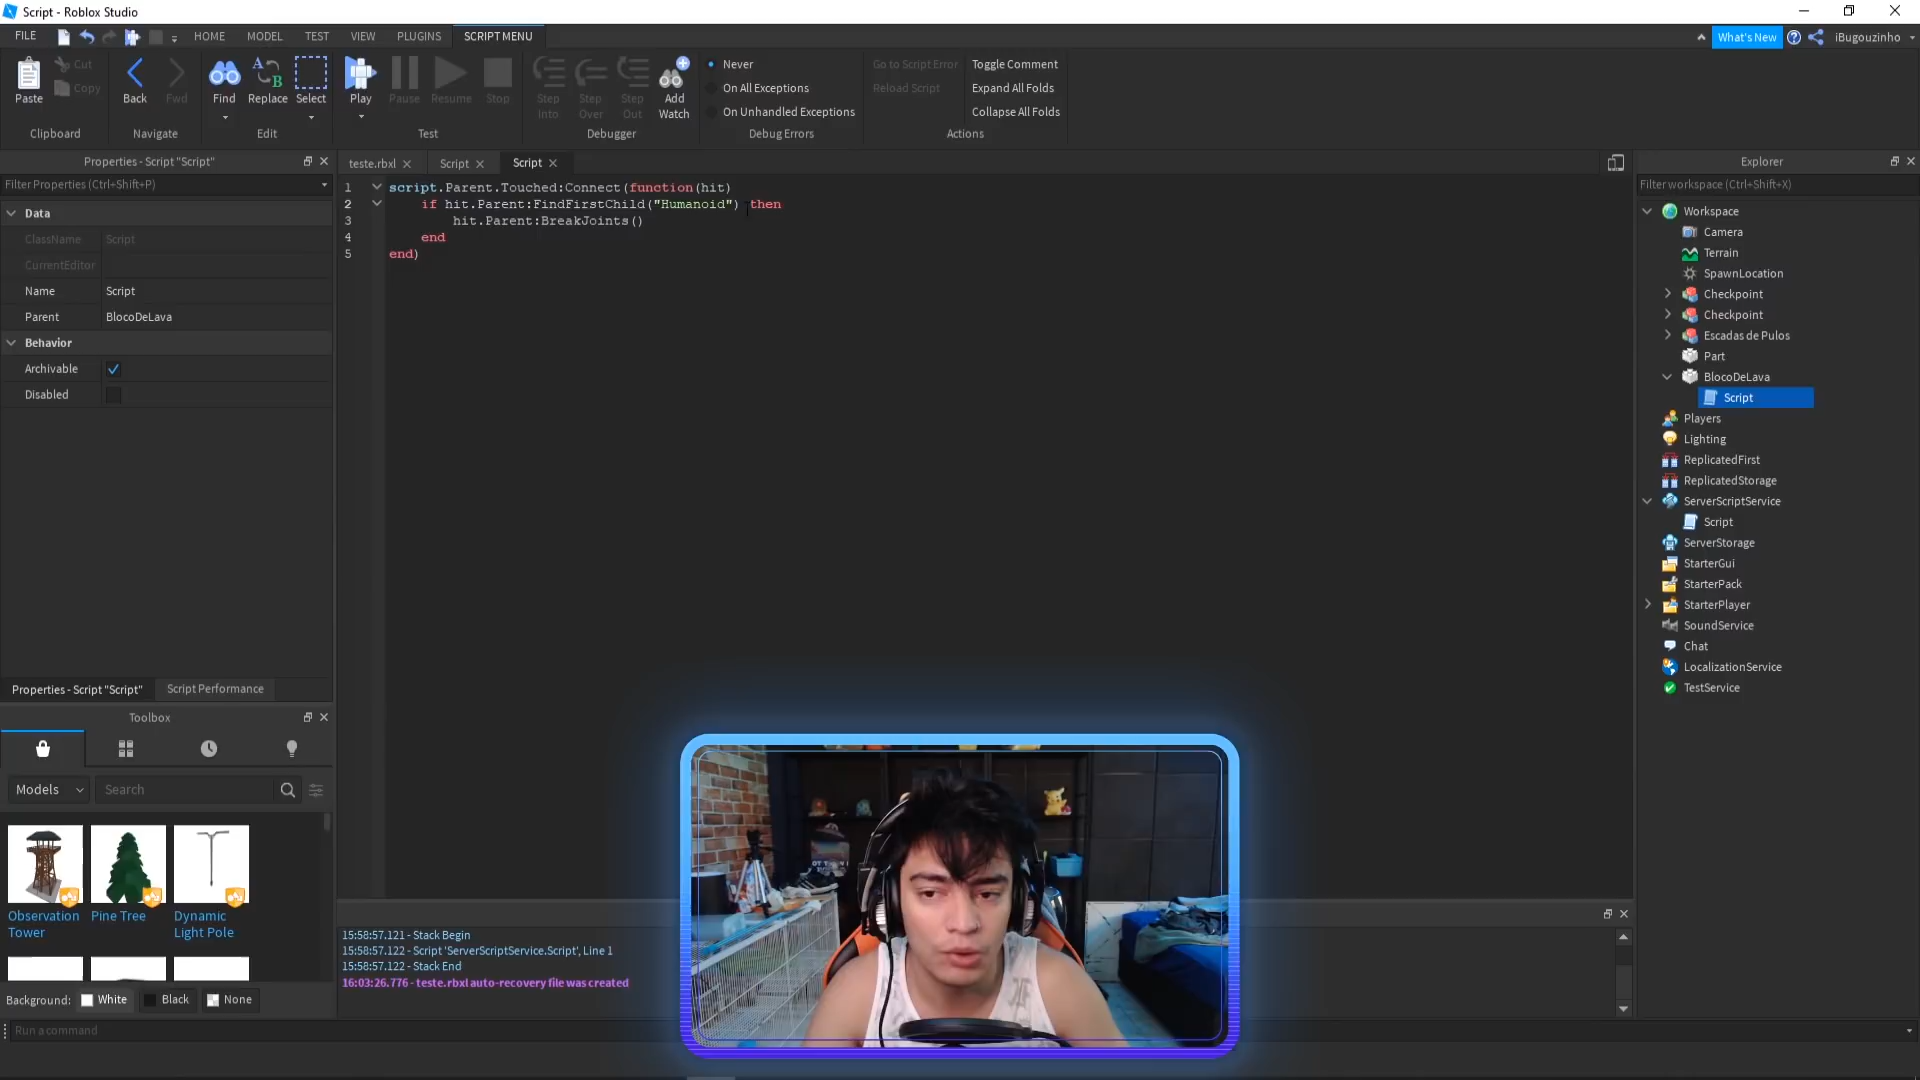 Script - Roblox Studio
FILE HOME MODEL TEST VIEW PLUGINS SCRIPT MENU What's New iBugouzinho
Paste Cut Copy Back Fwd Find Replace Select Play Pause Resume Stop Step Into Step Over Step Out Add Watch
Never
On All Exceptions
On Unhandled Exceptions
Go to Script Error
Reload Script
Toggle Comment
Expand All Folds
Collapse All Folds
Clipboard Navigate Edit Test Debugger Debug Errors Actions
Properties - Script "Script"
Filter Properties (Ctrl+Shift+P)
Data
ClassName Script
CurrentEditor
Name Script
Parent BlocoDeLava
Behavior
Archivable
Disabled
Properties - Script "Script" Script Performance
Toolbox
Models Search
Observation Tower
Pine Tree
Dynamic Light Pole
Background: White Black None
teste.rbxl Script Script
1 script.Parent.Touched:Connect(function(hit)
2 if hit.Parent:FindFirstChild("Humanoid") then
3 hit.Parent:BreakJoints()
4 end
5 end)
15:58:57.121 - Stack Begin
15:58:57.122 - Script 'ServerScriptService.Script', Line 1
15:58:57.122 - Stack End
16:03:26.776 - teste.rbxl auto-recovery file was created
Run a command
Explorer
Filter workspace (Ctrl+Shift+X)
Workspace
Camera
Terrain
SpawnLocation
Checkpoint
Checkpoint
Escadas de Pulos
Part
BlocoDeLava
Script
Players
Lighting
ReplicatedFirst
ReplicatedStorage
ServerScriptService
Script
ServerStorage
StarterGui
StarterPack
StarterPlayer
SoundService
Chat
LocalizationService
TestService